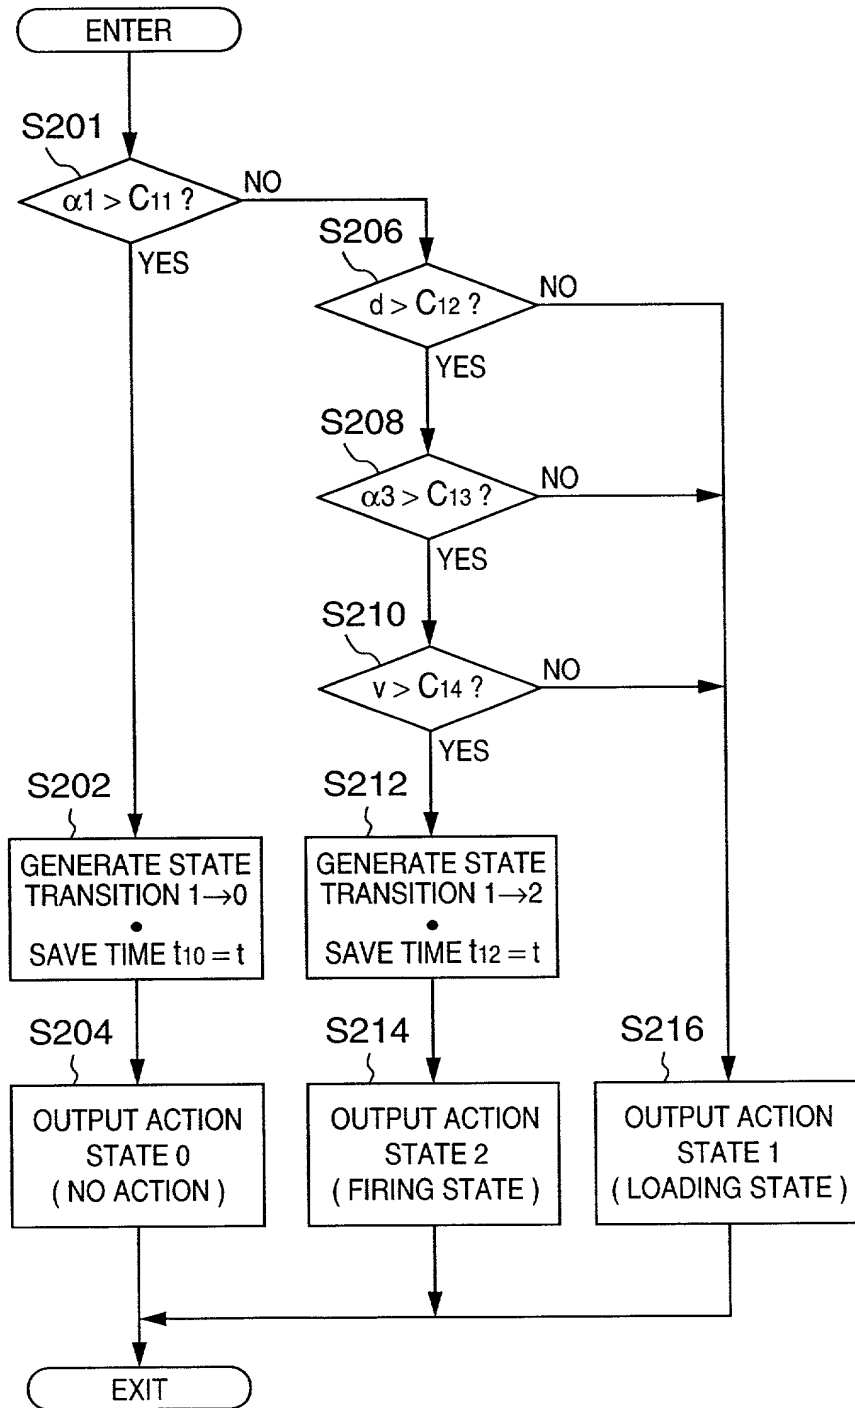 ENTER
S201
α1 > C11 ?
NO
YES
S206
d > C12 ?
NO
YES
S208
α3 > C13 ?
NO
YES
S210
v > C14 ?
NO
YES
S202
GENERATE STATE
TRANSITION 1→0
•
SAVE TIME t10 = t
S212
GENERATE STATE
TRANSITION 1→2
•
SAVE TIME t12 = t
S204
OUTPUT ACTION
STATE 0
( NO ACTION )
S214
OUTPUT ACTION
STATE 2
( FIRING STATE )
S216
OUTPUT ACTION
STATE 1
( LOADING STATE )
EXIT